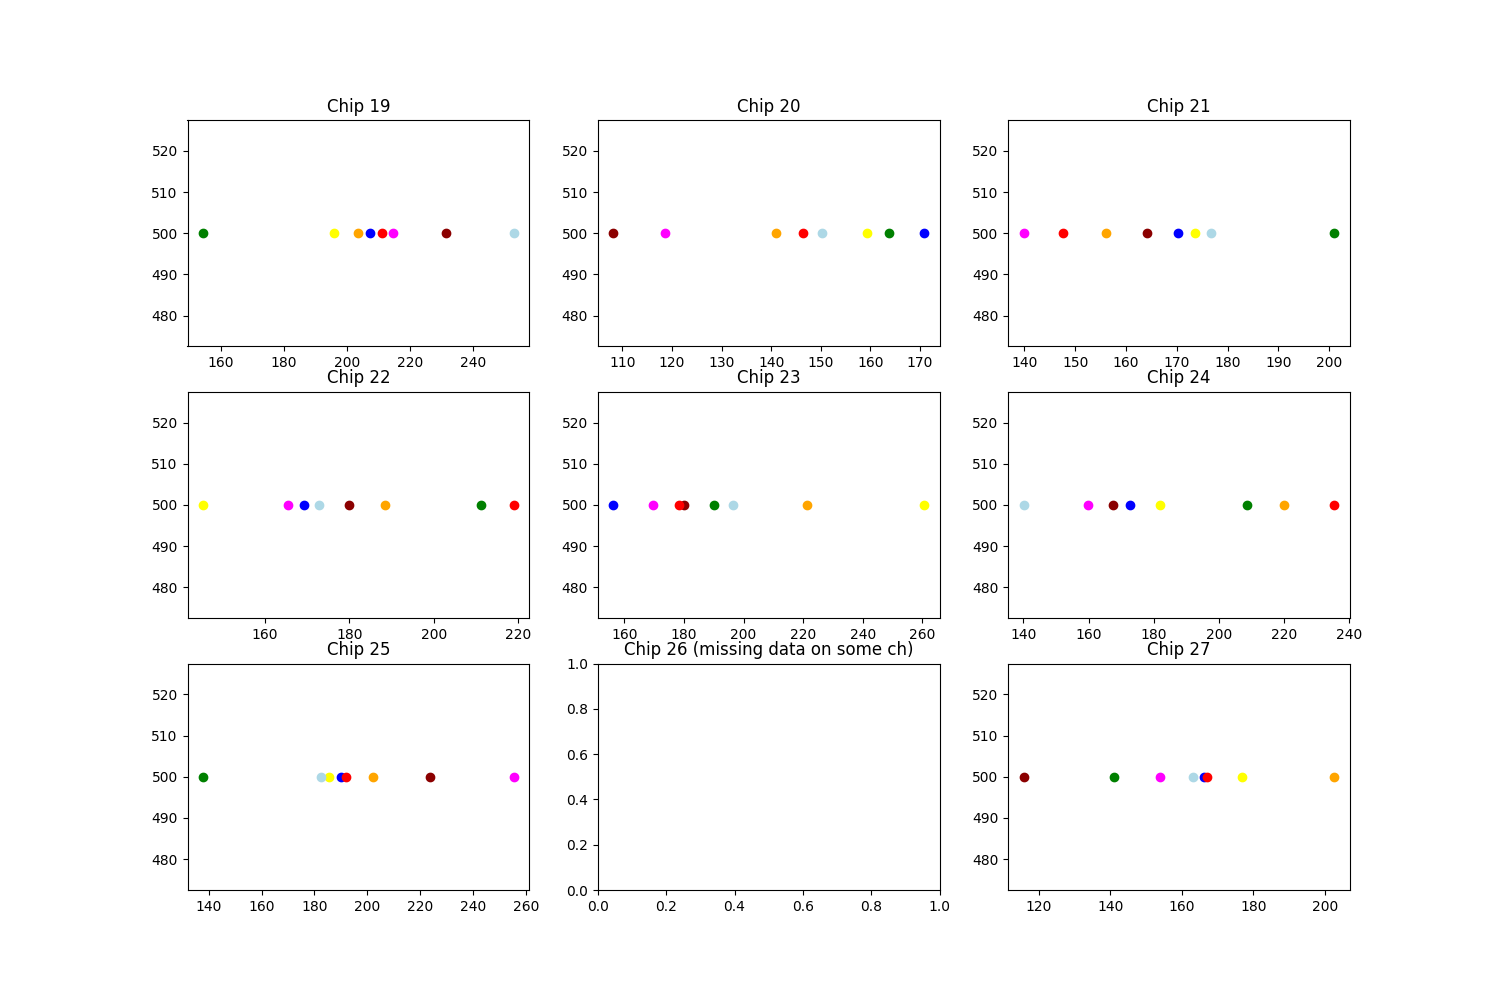 Chip 19
520
510
500
490
480
160 180 200 220 240
Chip 20
520
510
500
490
480
110 120 130 140 150 160 170
Chip 21
520
510
500
490
480
140 150 160 170 180 190 200
Chip 22
520
510
500
490
480
160 180 200 220
Chip 23
520
510
500
490
480
160 180 200 220 240 260
Chip 24
520
510
500
490
480
140 160 180 200 220 240
Chip 25
520
510
500
490
480
140 160 180 200 220 240 260
Chip 26 (missing data on some ch)
1.0
0.8
0.6
0.4
0.2
0.0
0.0 0.2 0.4 0.6 0.8 1.0
Chip 27
520
510
500
490
480
120 140 160 180 200